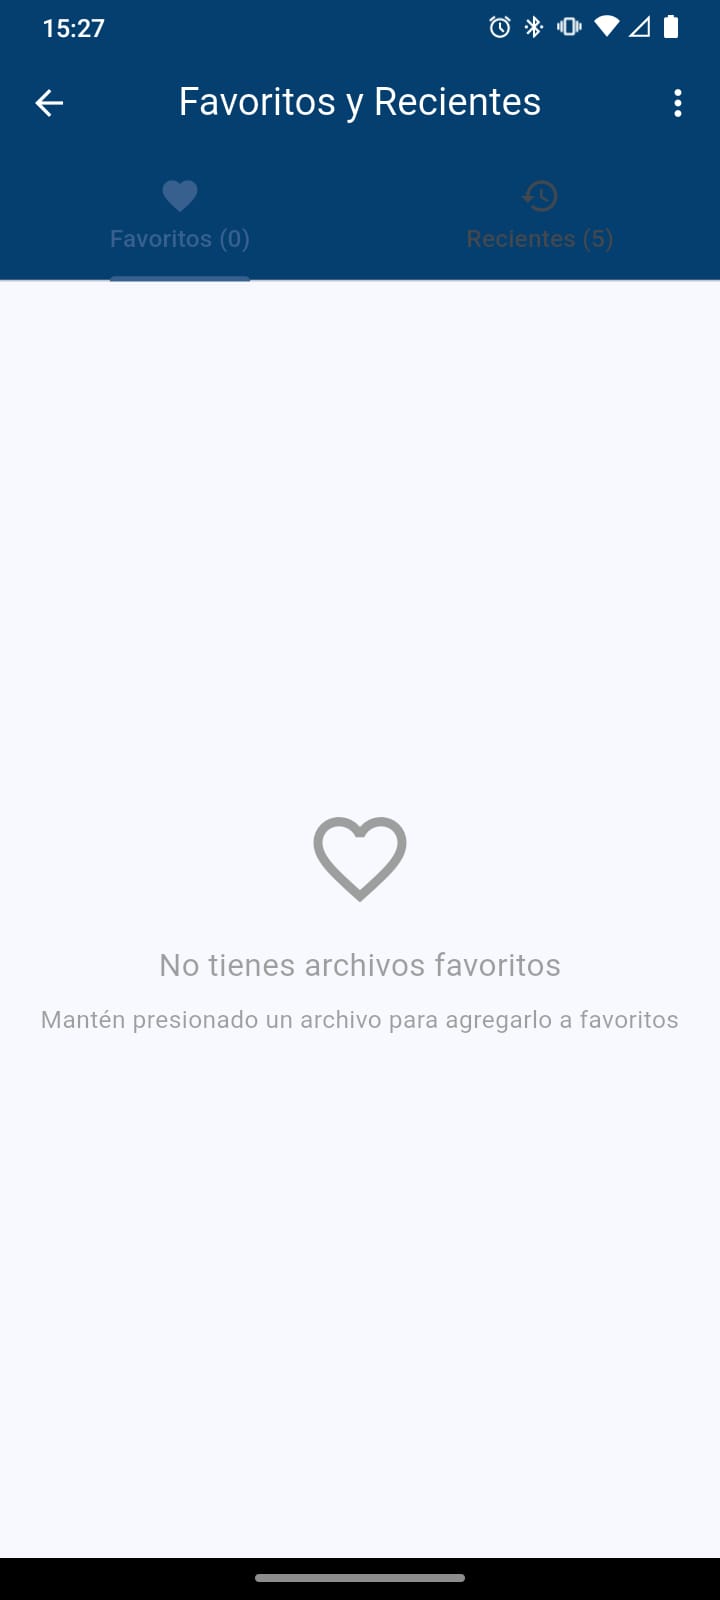 15:27
Favoritos y Recientes
Favoritos (0)
Recientes (5)
No tienes archivos favoritos
Mantén presionado un archivo para agregarlo a favoritos